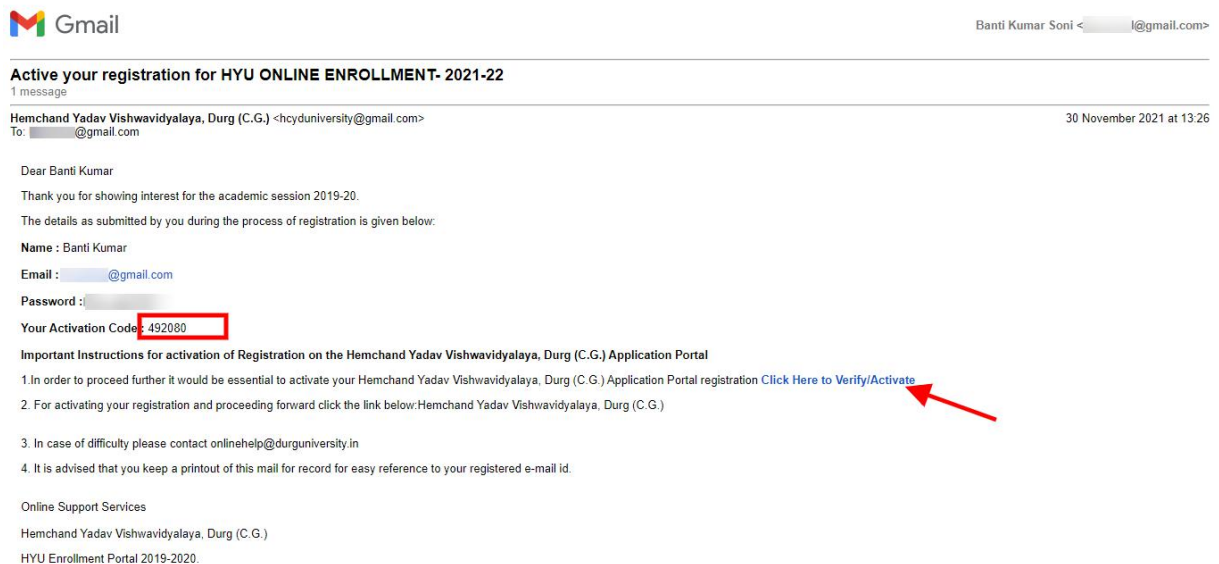 Gmail
Banti Kumar Soni < l@gmail.com>
Active your registration for HYU ONLINE ENROLLMENT- 2021-22
1 message
Hemchand Yadav Vishwavidyalaya, Durg (C.G.) <hcyduniversity@gmail.com> 30 November 2021 at 13:26
To: @gmail.com
Dear Banti Kumar
Thank you for showing interest for the academic session 2019-20.
The details as submitted by you during the process of registration is given below:
Name : Banti Kumar
Email : @gmail.com
Password :
Your Activation Code : 492080
Important Instructions for activation of Registration on the Hemchand Yadav Vishwavidyalaya, Durg (C.G.) Application Portal
1.In order to proceed further it would be essential to activate your Hemchand Yadav Vishwavidyalaya, Durg (C.G.) Application Portal registration Click Here to Verify/Activate
2. For activating your registration and proceeding forward click the link below:Hemchand Yadav Vishwavidyalaya, Durg (C.G.)
3. In case of difficulty please contact onlinehelp@durguniversity.in
4. It is advised that you keep a printout of this mail for record for easy reference to your registered e-mail id.
Online Support Services
Hemchand Yadav Vishwavidyalaya, Durg (C.G.)
HYU Enrollment Portal 2019-2020.